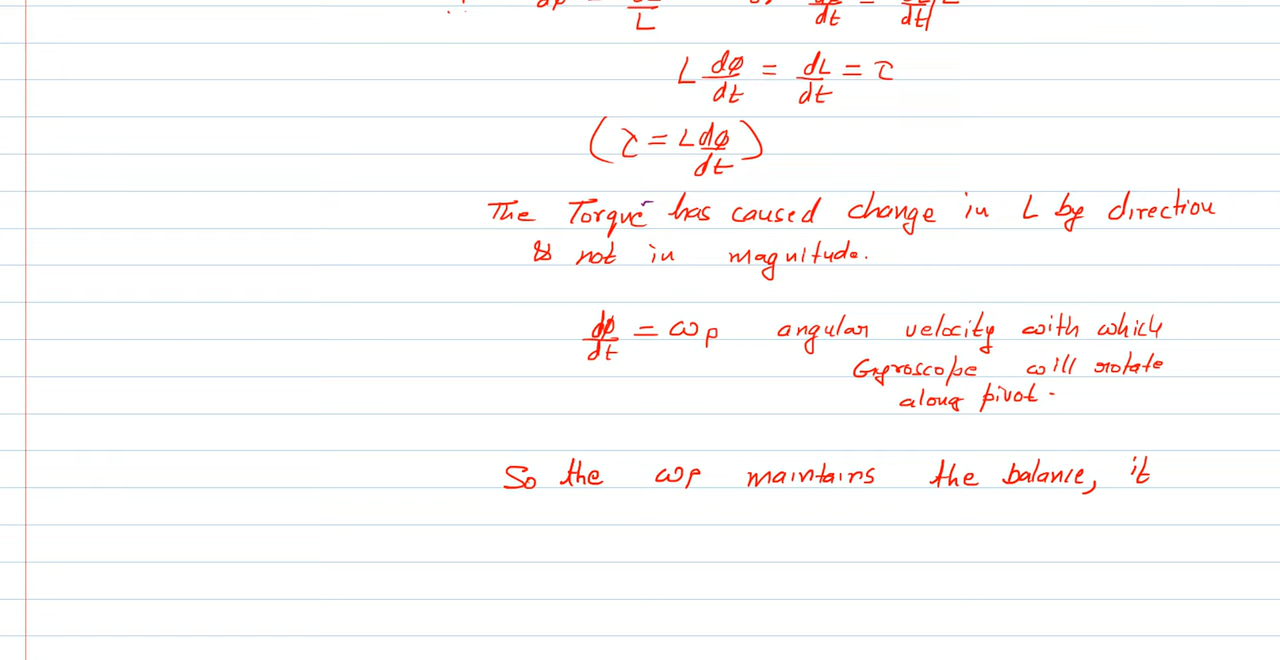 L dφ/dt = dL/dt = τ
(τ = L dφ/dt)
The Torque has caused change in L by direction
& not in magnitude.
dφ/dt = ωp angular velocity with which
Gyroscope will rotate
along pivot.
So the ωp maintains the balance, it